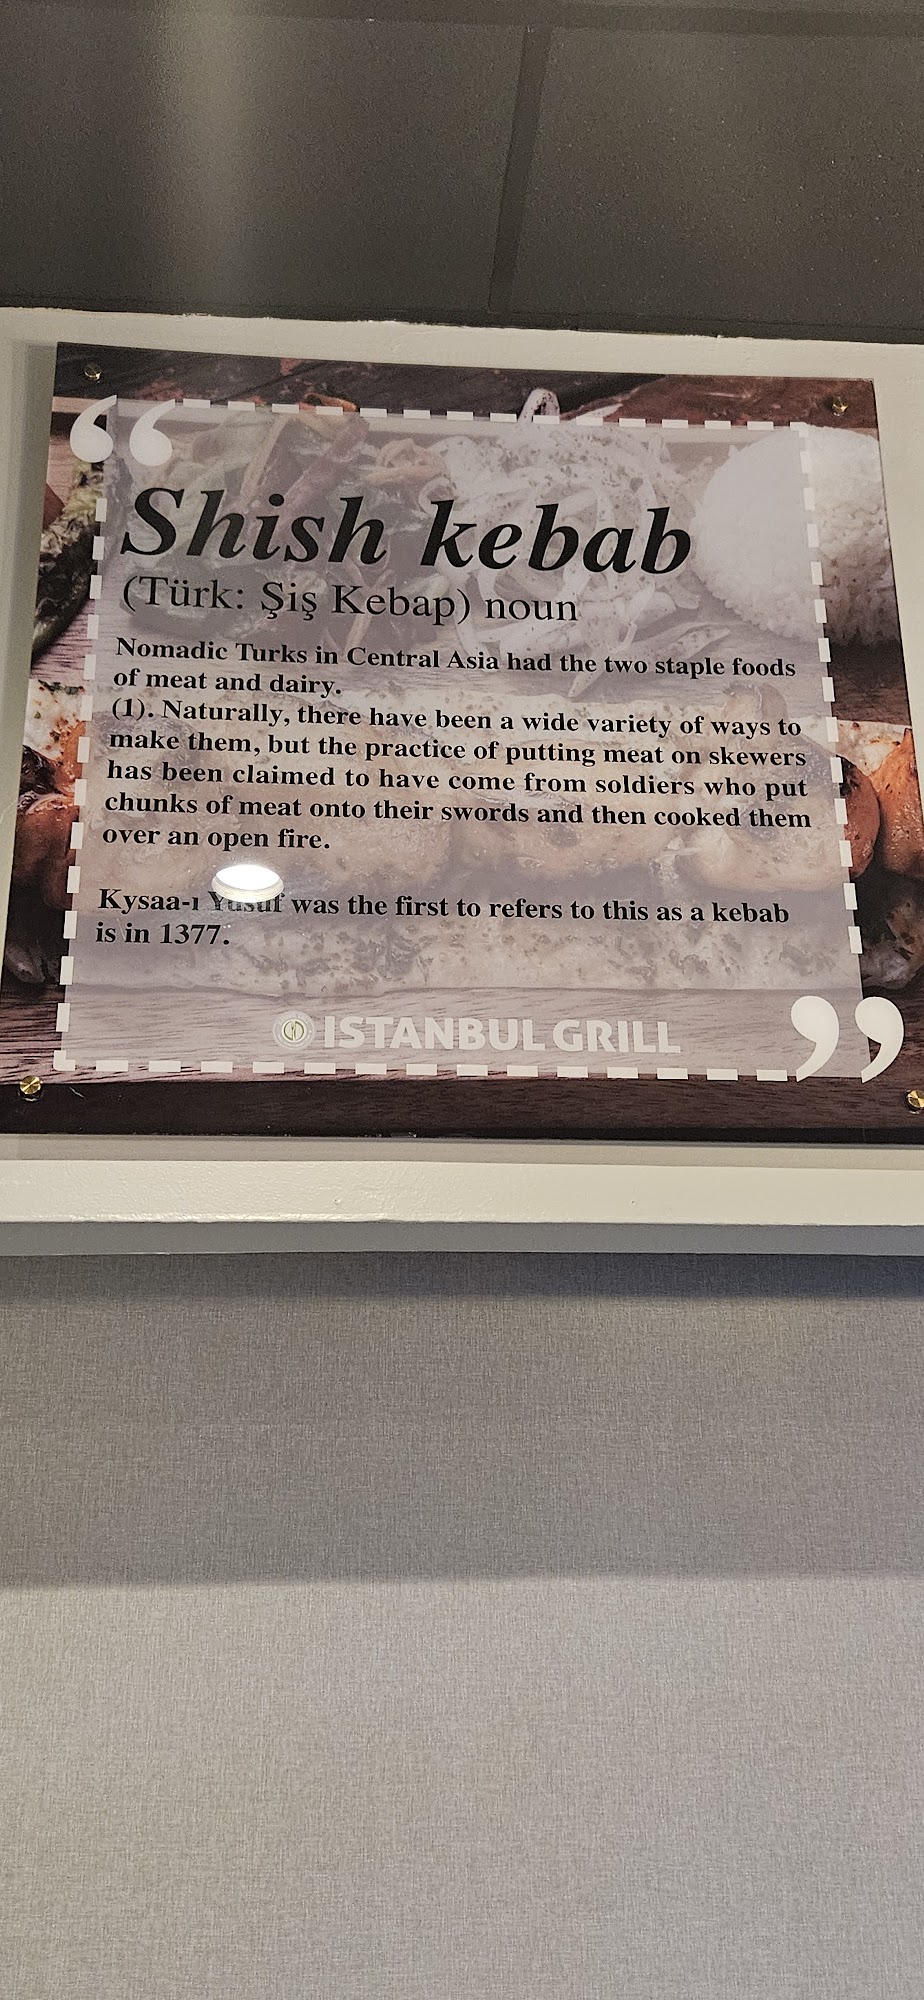 “
Shish kebab
(Türk: Şiş Kebap) noun
Nomadic Turks in Central Asia had the two staple foods
of meat and dairy.
(1). Naturally, there have been a wide variety of ways to
make them, but the practice of putting meat on skewers
has been claimed to have come from soldiers who put
chunks of meat onto their swords and then cooked them
over an open fire.
Kysaa-ı Yusuf was the first to refers to this as a kebab
is in 1377.
ISTANBUL GRILL
”